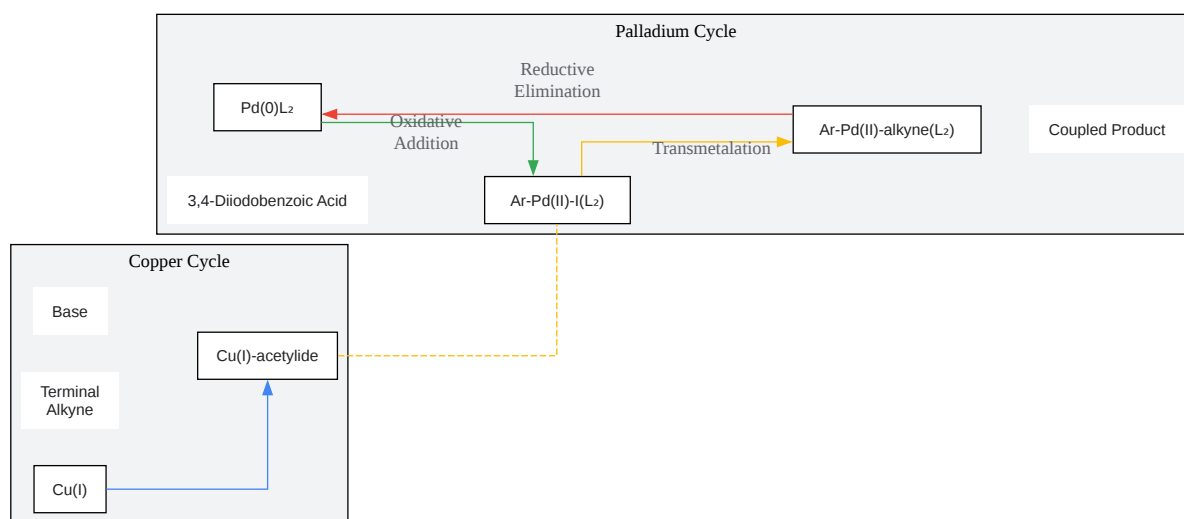 Palladium Cycle
Reductive
Elimination
Pd(0)L₂
Oxidative
Addition
Ar-Pd(II)-alkyne(L₂)
Coupled Product
Transmetalation
3,4-Diiodobenzoic Acid
Ar-Pd(II)-I(L₂)
Copper Cycle
Base
Cu(I)-acetylide
Terminal
Alkyne
Cu(I)